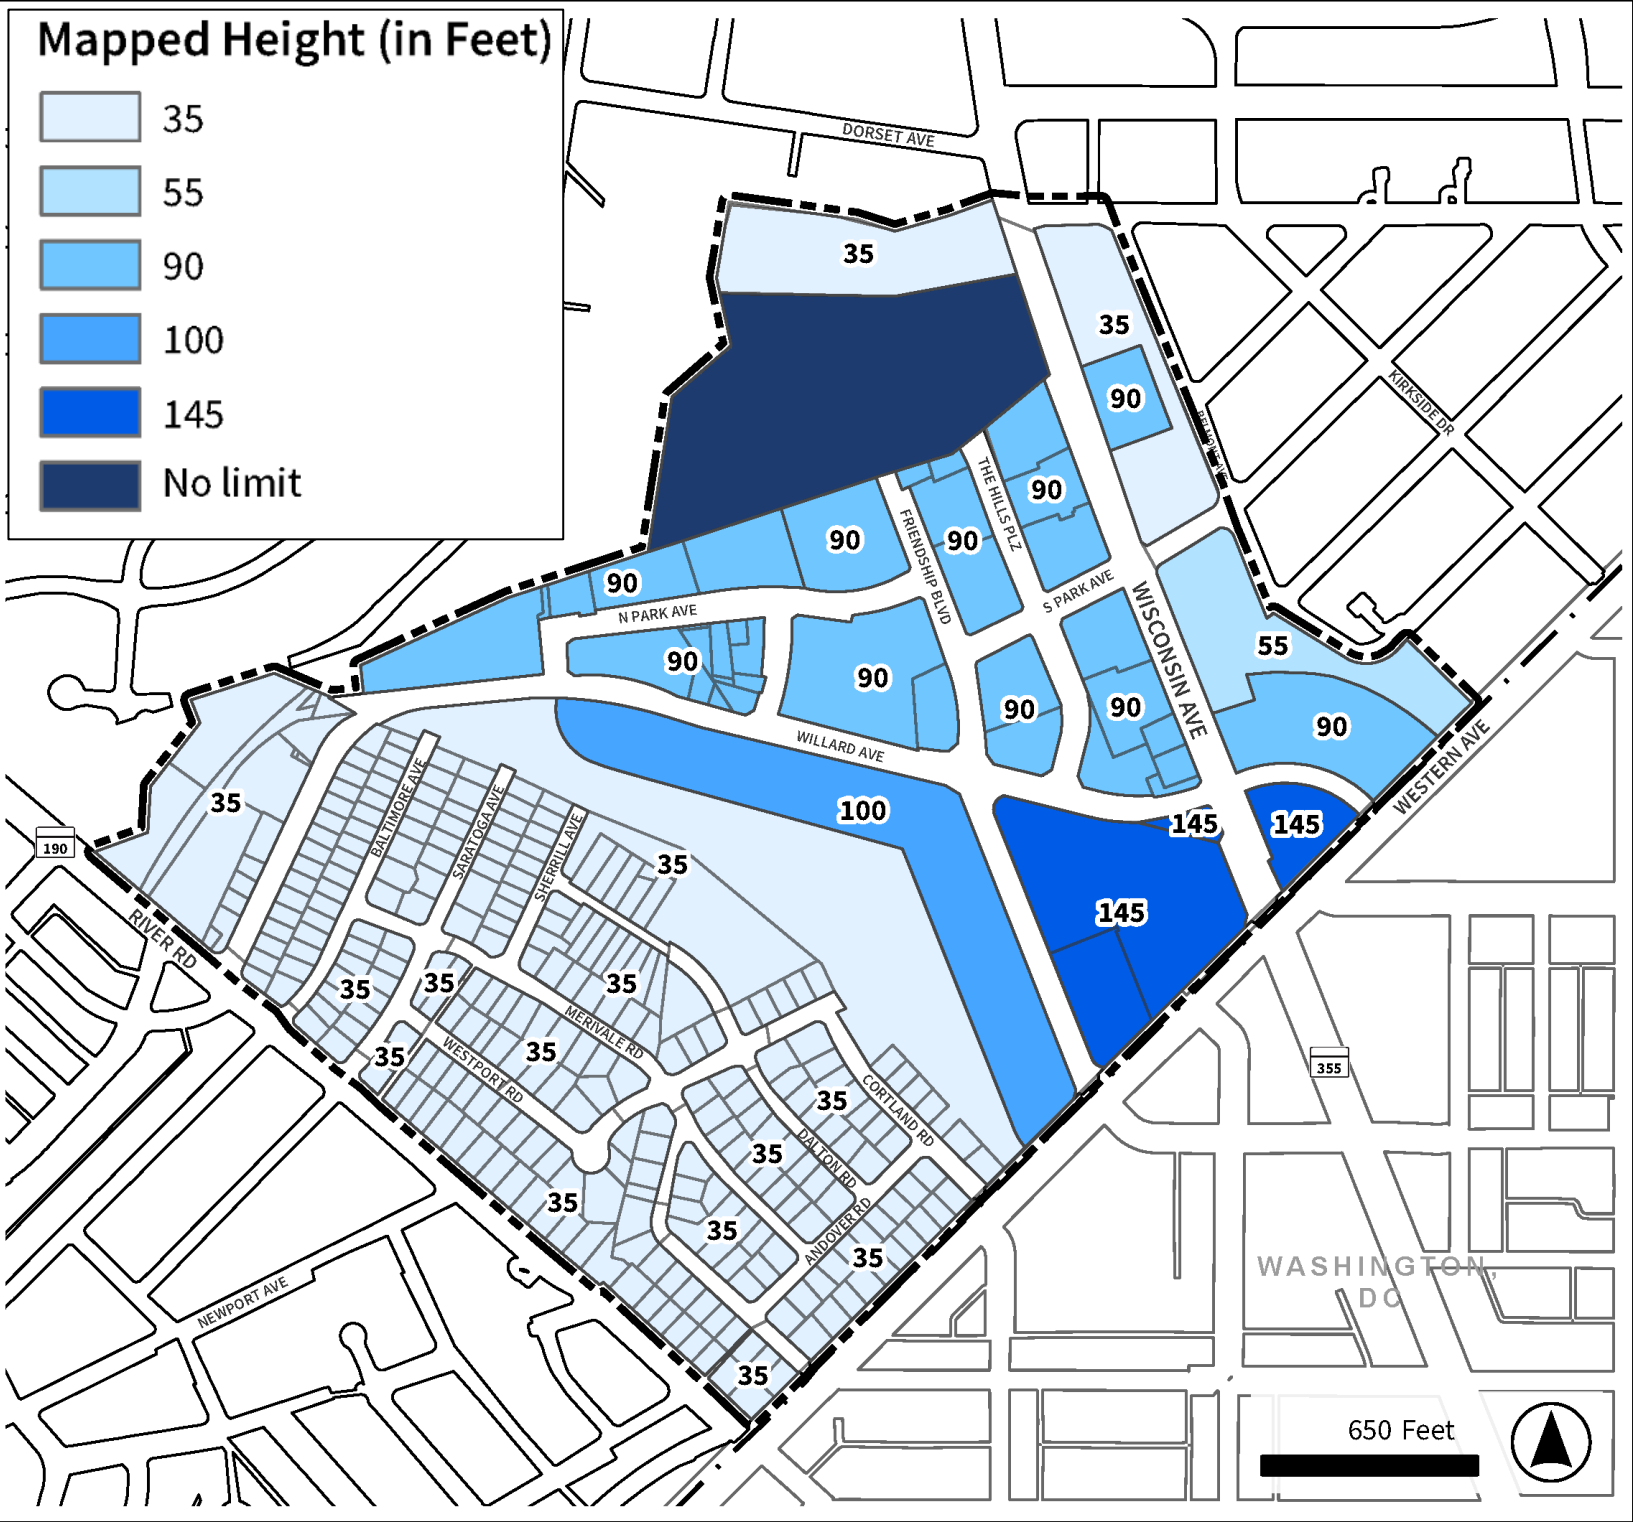 Mapped Height (in Feet)
35
55
90
100
145
No limit
DORSET AVE
35
35
90
KIRKSIDE DR
BELMONT AVE
90
THE HILLS PLZ
FRIENDSHIP BLVD
90
90
90
N PARK AVE
S PARK AVE
WISCONSIN AVE
55
90
90
90
90
90
WILLARD AVE
WESTERN AVE
35
100
145
145
BALTIMORE AVE
SARATOGA AVE
SHERRILL AVE
35
190
RIVER RD
145
35
35
35
MERIVALE RD
35
35
WESTPORT RD
355
35
CORTLAND RD
35
DALTON RD
35
35
ANDOVER RD
35
WASHINGTON,
DC
NEWPORT AVE
35
650 Feet